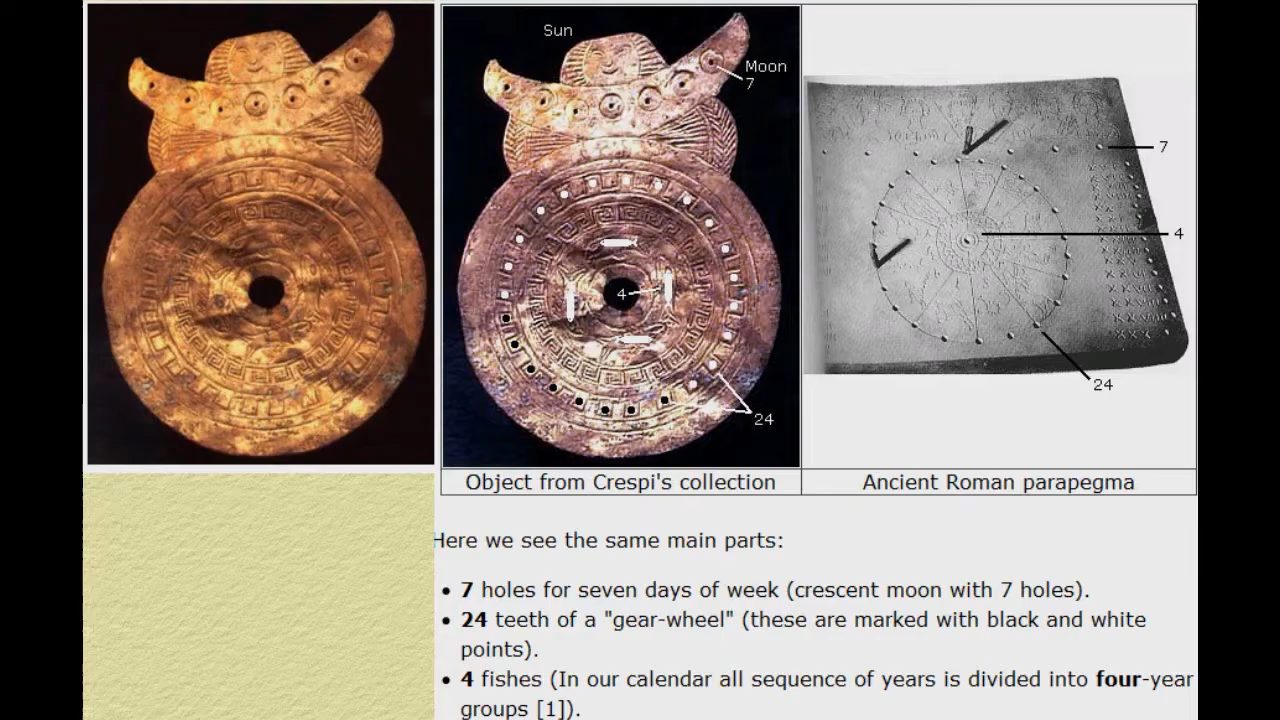 Sun
Moon
7
4
24
7
4
24
Object from Crespi's collection
Ancient Roman parapegma
Here we see the same main parts:
• 7 holes for seven days of week (crescent moon with 7 holes).
• 24 teeth of a "gear-wheel" (these are marked with black and white
points).
• 4 fishes (In our calendar all sequence of years is divided into four-year
groups [1]).